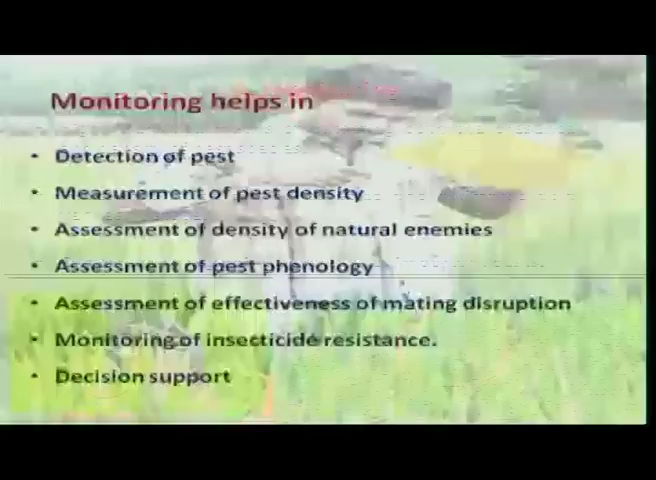 Monitoring helps in
• Detection of pest
• Measurement of pest density
• Assessment of density of natural enemies
• Assessment of pest phenology
• Assessment of effectiveness of mating disruption
• Monitoring of insecticide resistance.
• Decision support